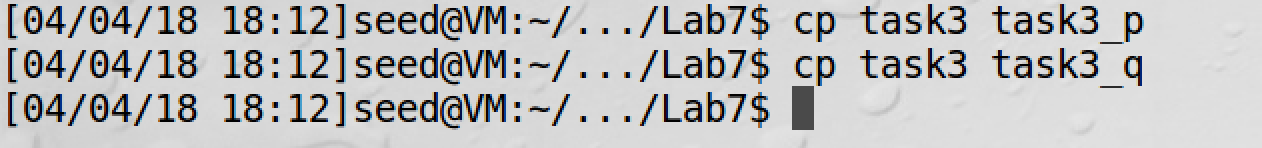 [04/04/18 18:12]seed@VM:~/.../Lab7$ cp task3 task3_p
[04/04/18 18:12]seed@VM:~/.../Lab7$ cp task3 task3_q
[04/04/18 18:12]seed@VM:~/.../Lab7$